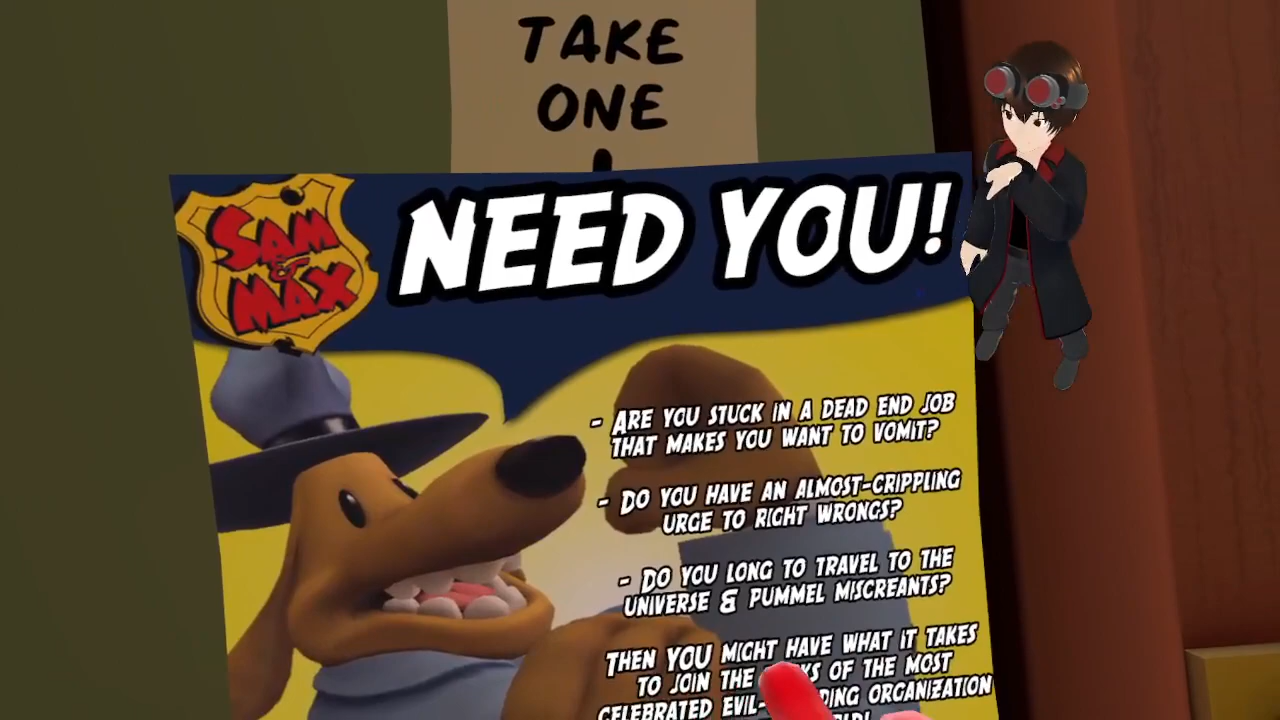 TAKE
ONE
SAM
&
MAX
NEED YOU!
- ARE YOU STUCK IN A DEAD END JOB
THAT MAKES YOU WANT TO VOMIT?
- DO YOU HAVE AN ALMOST-CRIPPLING
URGE TO RIGHT WRONGS?
- DO YOU LONG TO TRAVEL TO THE
UNIVERSE & PUMMEL MISCREANTS?
THEN YOU MIGHT HAVE WHAT IT TAKES
TO JOIN THE OF THE MOST
CELEBRATED ORGANIZATION